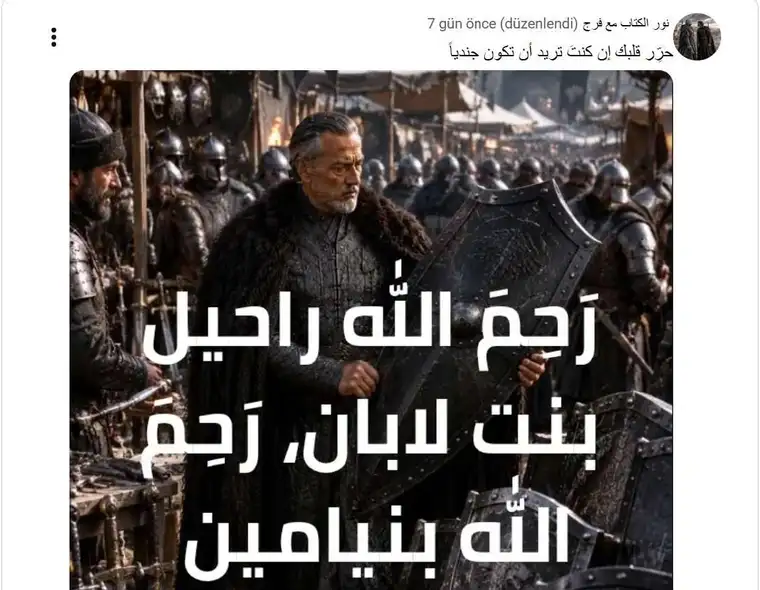 نور الكتاب مع فرج 7 gün önce (düzenlendi)
حرِّر قلبك إن كنتَ تريد أن تكون جندياً
رَحِمَ اللّٰه راحيل
بنت لابان، رَحِمَ
اللّٰه بنيامين